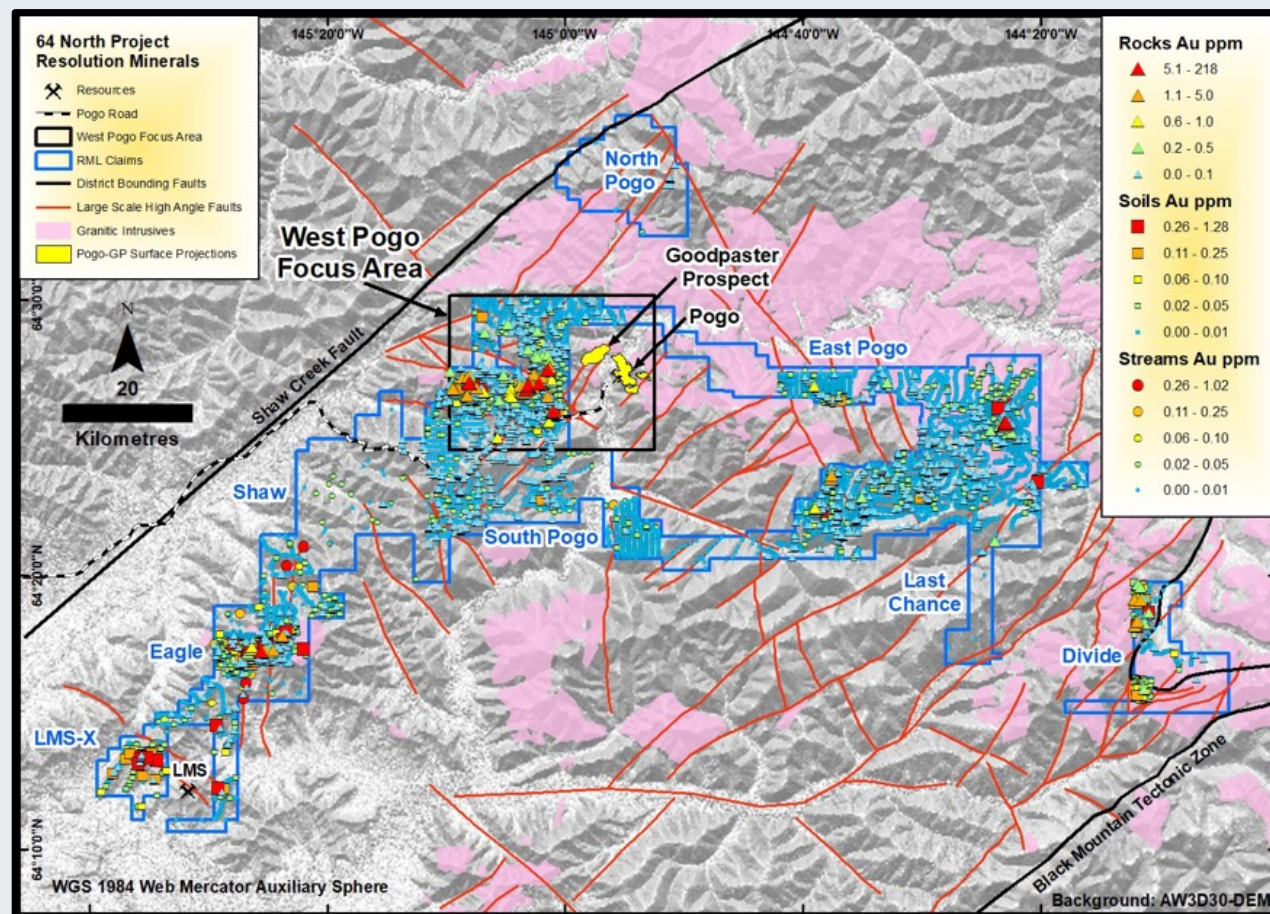 64 North Project
Resolution Minerals
Resources
Pogo Road
West Pogo Focus Area
RML Claims
District Bounding Faults
Large Scale High Angle Faults
Granitic Intrusives
Pogo-GP Surface Projections
145°20'0"W
145°0'0"W
144°40'0"W
144°20'0"W
Rocks Au ppm
5.1 - 218
1.1 - 5.0
0.6 - 1.0
0.2 - 0.5
0.0 - 0.1
Soils Au ppm
0.26 - 1.28
0.11 - 0.25
0.06 - 0.10
0.02 - 0.05
0.00 - 0.01
Streams Au ppm
0.26 - 1.02
0.11 - 0.25
0.06 - 0.10
0.02 - 0.05
0.00 - 0.01
North
Pogo
West Pogo
Focus Area
Goodpaster
Prospect
Pogo
64°30'0"N
N
20
Kilometres
Shaw Creek Fault
East Pogo
Shaw
South Pogo
64°20'0"N
Last
Chance
Eagle
Divide
LMS-X
LMS
Black Mountain Tectonic Zone
64°10'0"N
WGS 1984 Web Mercator Auxiliary Sphere
Background: AW3D30-DEM